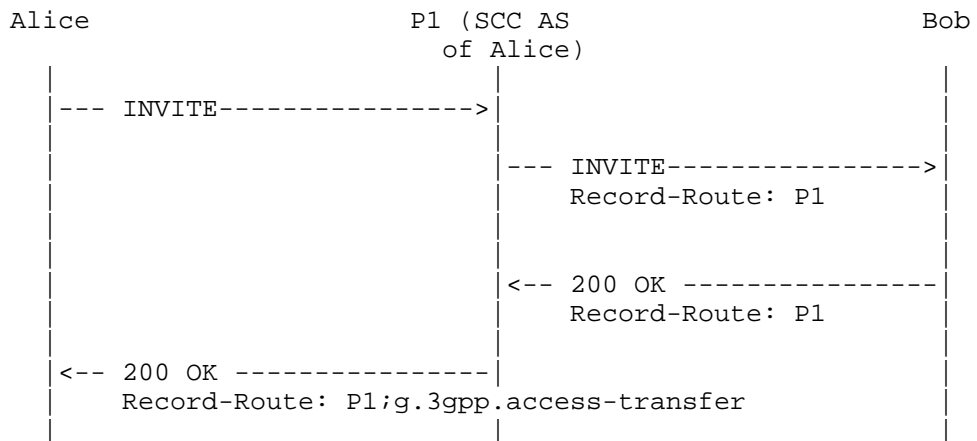 Alice P1 (SCC AS Bob
of Alice)
|--- INVITE---------------->|
|--- INVITE---------------->|
Record-Route: P1
|<-- 200 OK ----------------|
Record-Route: P1
|<-- 200 OK ----------------|
Record-Route: P1;g.3gpp.access-transfer